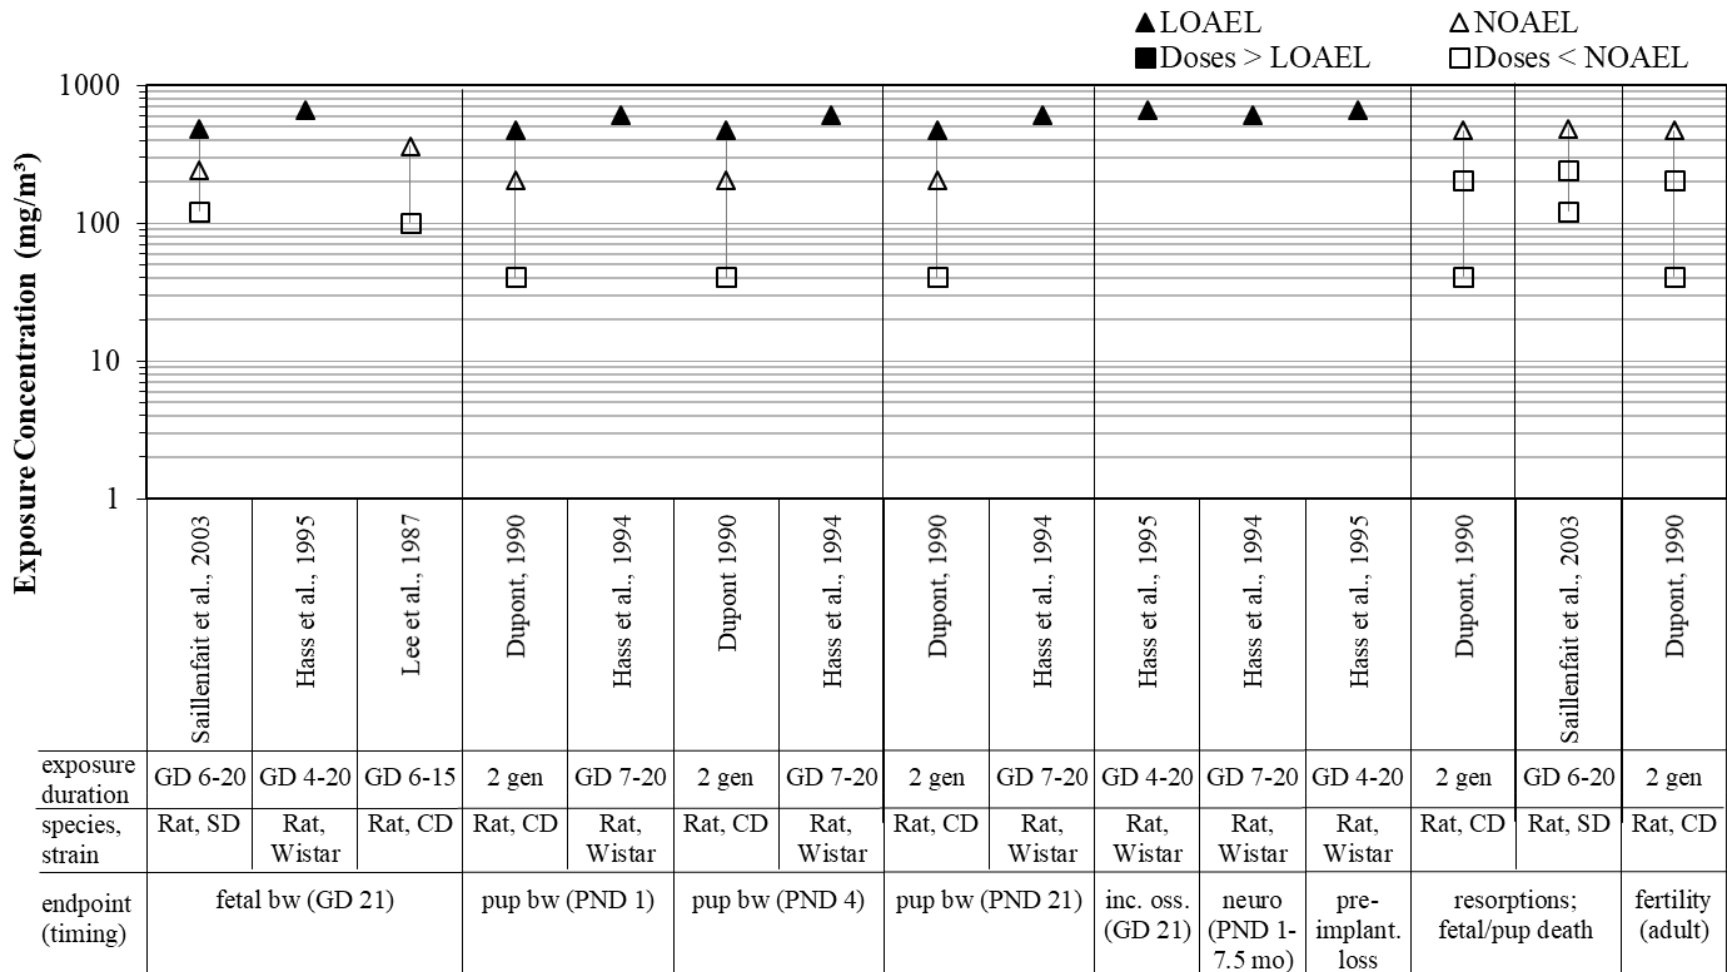 LOAEL
NOAEL
Doses > LOAEL
Doses < NOAEL
Exposure Concentration (mg/m³)
1000
100
10
1
Saillenfait et al., 2003
Hass et al., 1995
Lee et al., 1987
Dupont, 1990
Hass et al., 1994
Dupont 1990
Hass et al., 1994
Dupont, 1990
Hass et al., 1994
Hass et al., 1995
Hass et al., 1994
Hass et al., 1995
Dupont, 1990
Saillenfait et al., 2003
Dupont, 1990
exposure
duration
GD 6-20
GD 4-20
GD 6-15
2 gen
GD 7-20
2 gen
GD 7-20
2 gen
GD 7-20
GD 4-20
GD 7-20
GD 4-20
2 gen
GD 6-20
2 gen
species,
strain
Rat, SD
Rat,
Wistar
Rat, CD
Rat, CD
Rat,
Wistar
Rat, CD
Rat,
Wistar
Rat, CD
Rat,
Wistar
Rat,
Wistar
Rat,
Wistar
Rat,
Wistar
Rat, CD
Rat, SD
Rat, CD
endpoint
(timing)
fetal bw (GD 21)
pup bw (PND 1)
pup bw (PND 4)
pup bw (PND 21)
inc. oss.
(GD 21)
neuro
(PND 1-
7.5 mo)
pre-
implant.
loss
resorptions;
fetal/pup death
fertility
(adult)